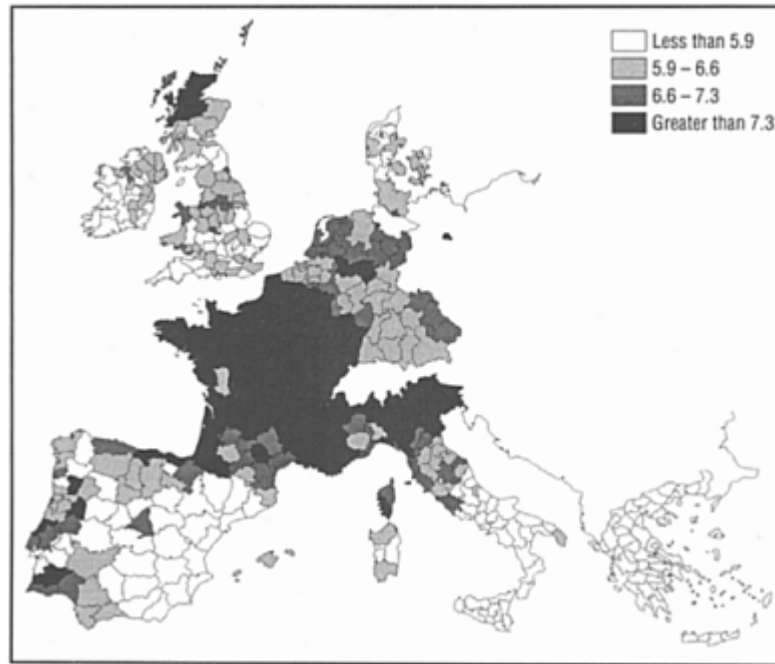 Less than 5.9
5.9 – 6.6
6.6 – 7.3
Greater than 7.3